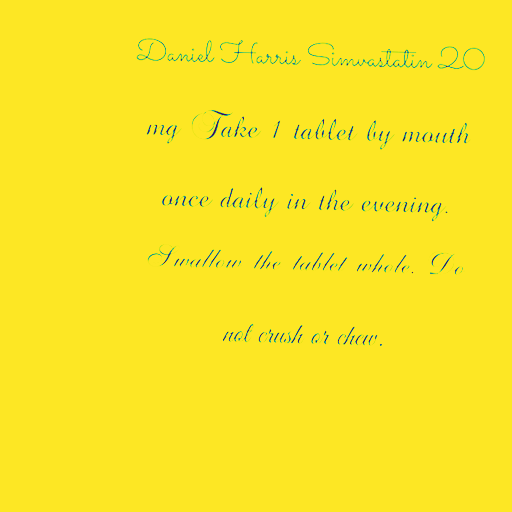 Daniel Harris Simvastatin 20
mg Take 1 tablet by mouth
once daily in the evening.
Swallow the tablet whole. Do
not crush or chew.